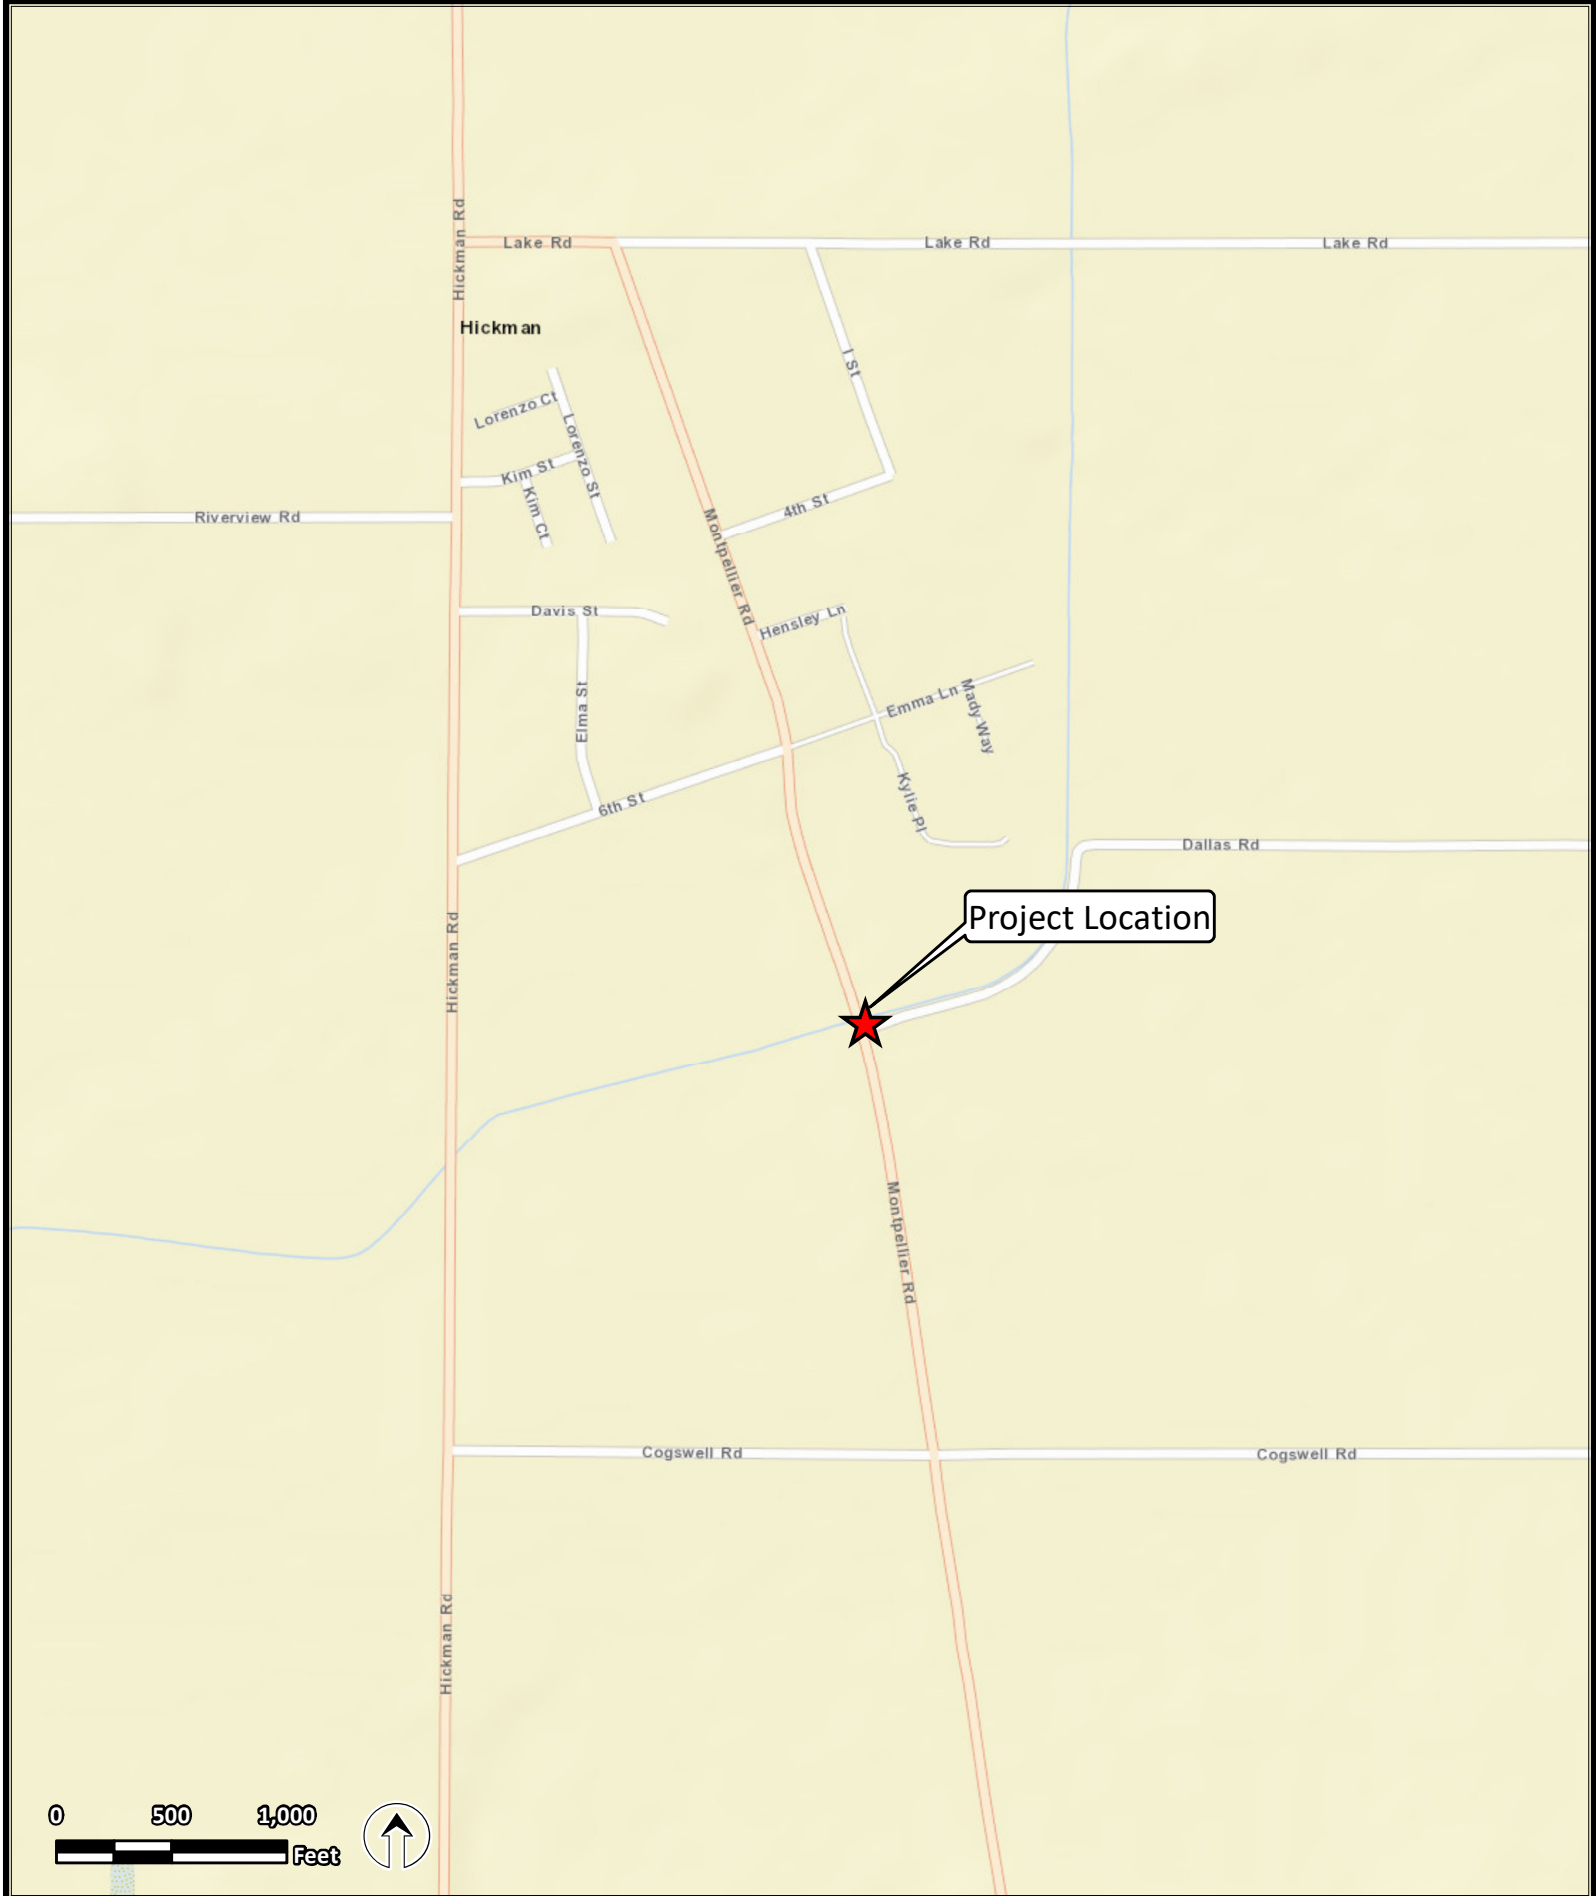 Hickman Rd
Lake Rd
Lake Rd
Lake Rd
Hickman
I St
Lorenzo Ct
Lorenzo St
Kim St
Kim Ct
4th St
Riverview Rd
Montpellier Rd
Davis St
Hensley Ln
Elma St
Emma Ln
Mady Way
6th St
Kylie Pl
Dallas Rd
Project Location
Hickman Rd
Montpellier Rd
Cogswell Rd
Cogswell Rd
Hickman Rd
0 500 1,000
Feet